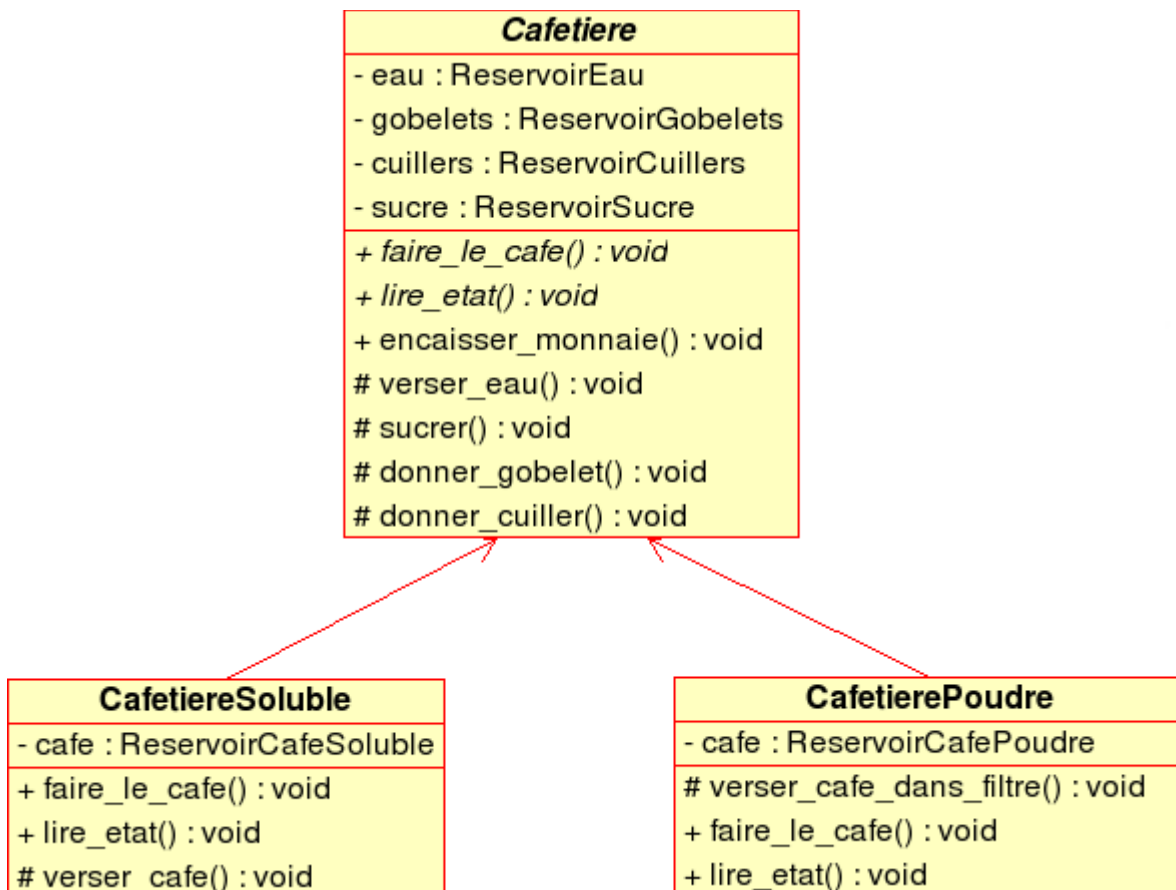 Cafetiere
- eau : ReservoirEau
- gobelets : ReservoirGobelets
- cuillers : ReservoirCuillers
- sucre : ReservoirSucre
+ faire_le_cafe() : void
+ lire_etat() : void
+ encaisser_monnaie() : void
# verser_eau() : void
# sucrer() : void
# donner_gobelet() : void
# donner_cuiller() : void
CafetiereSoluble
- cafe : ReservoirCafeSoluble
+ faire_le_cafe() : void
+ lire_etat() : void
# verser_cafe() : void
CafetierePoudre
- cafe : ReservoirCafePoudre
# verser_cafe_dans_filtre() : void
+ faire_le_cafe() : void
+ lire_etat() : void